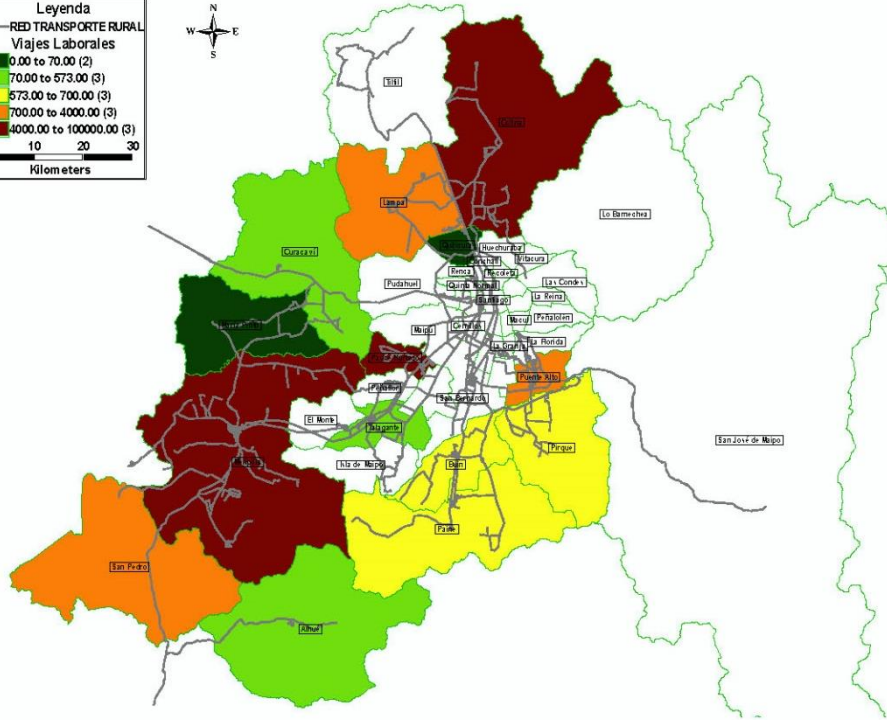 Leyenda
RED TRANSPORTE RURAL
Viajes Laborales
0.00 to 70.00 (2)
70.00 to 573.00 (3)
573.00 to 700.00 (3)
700.00 to 4000.00 (3)
4000.00 to 100000.00 (3)
10 20 30
Kilometers
N
W E
S
Tiltil
Colina
Lampa
Lo Barnechea
Curacaví
Huechuraba
Vitacura
Renca
Recoleta
Pudahuel
Quinta Normal
Las Condes
Santiago
La Reina
Maipú
Cerrillos
Macul
Peñalolén
La Granja
La Florida
Puente Alto
San Bernardo
El Monte
Talagante
San José de Maipo
Pirque
Isla de Maipo
Buin
Paine
San Pedro
Alhué